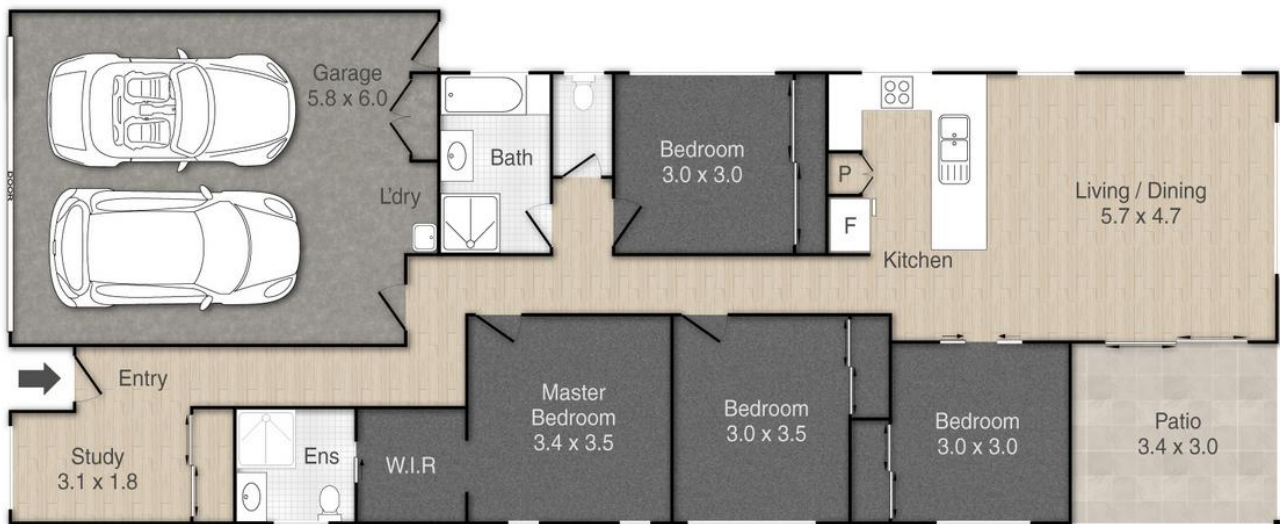 Garage
5.8 x 6.0
DOOR
L'dry
Bath
Bedroom
3.0 x 3.0
P
F
Kitchen
Living / Dining
5.7 x 4.7
Entry
Study
3.1 x 1.8
Ens
W.I.R
Master
Bedroom
3.4 x 3.5
Bedroom
3.0 x 3.5
Bedroom
3.0 x 3.0
Patio
3.4 x 3.0